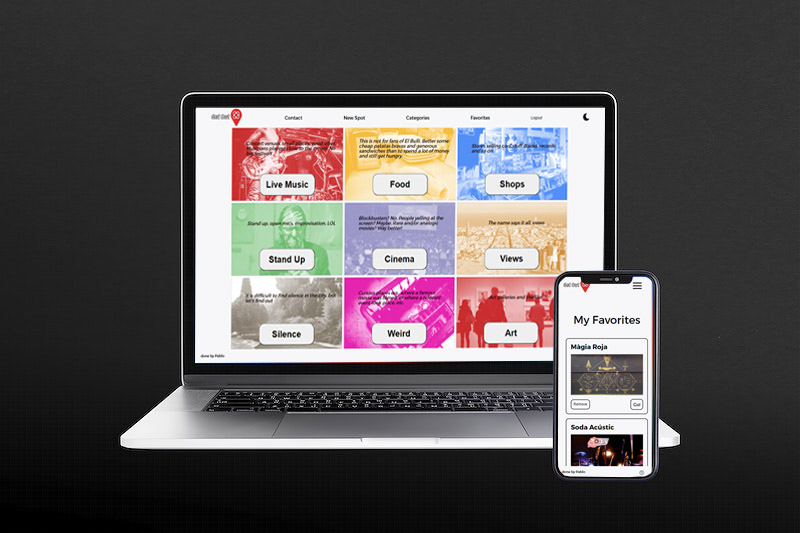 Contact
New Spot
Categories
Favorites
Logout
Live Music
This is not for fans of El Bulli. Better some
cheap patatas bravas and generous
sandwiches than to spend a lot of money
and still get hungry.
Food
Shops
Stand up, open mics, improvisation. LOL
Stand Up
Blockbusters? No. People yelling at the
screen? Maybe. Rare and/or analogic
movies? Way better!
Cinema
The name says it all, views
Views
It is difficult to find silence in the city, but
let's find out
Silence
Weird
Art
done by Pablo
My Favorites
Màgia Roja
Remove
Go!
Soda Acústic
done by Pablo